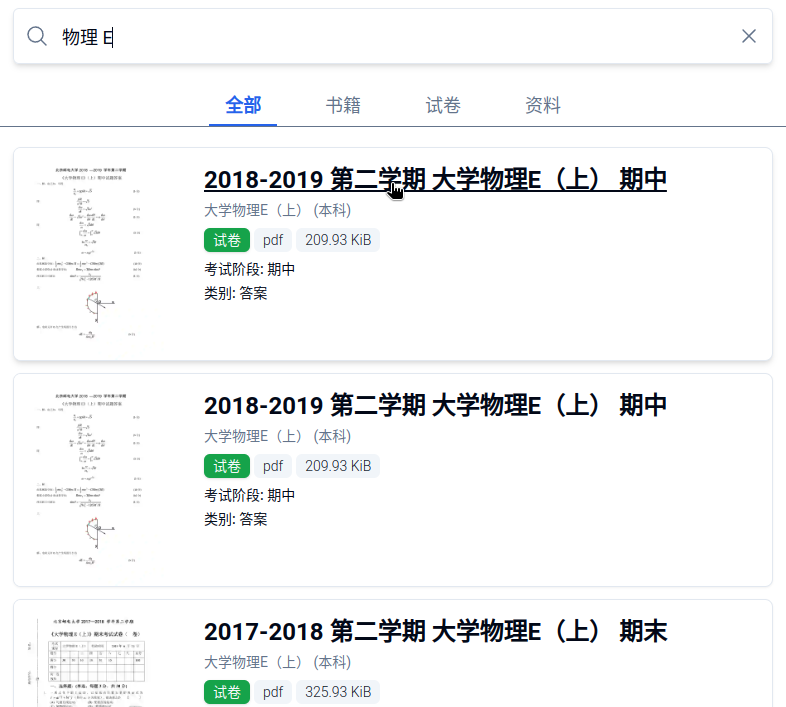 物理 E
全部 书籍 试卷 资料
2018-2019 第二学期 大学物理E（上） 期中
大学物理E（上） (本科)
试卷 pdf 209.93 KiB
考试阶段: 期中
类别: 答案
2018-2019 第二学期 大学物理E（上） 期中
大学物理E（上） (本科)
试卷 pdf 209.93 KiB
考试阶段: 期中
类别: 答案
2017-2018 第二学期 大学物理E（上） 期末
大学物理E（上） (本科)
试卷 pdf 325.93 KiB